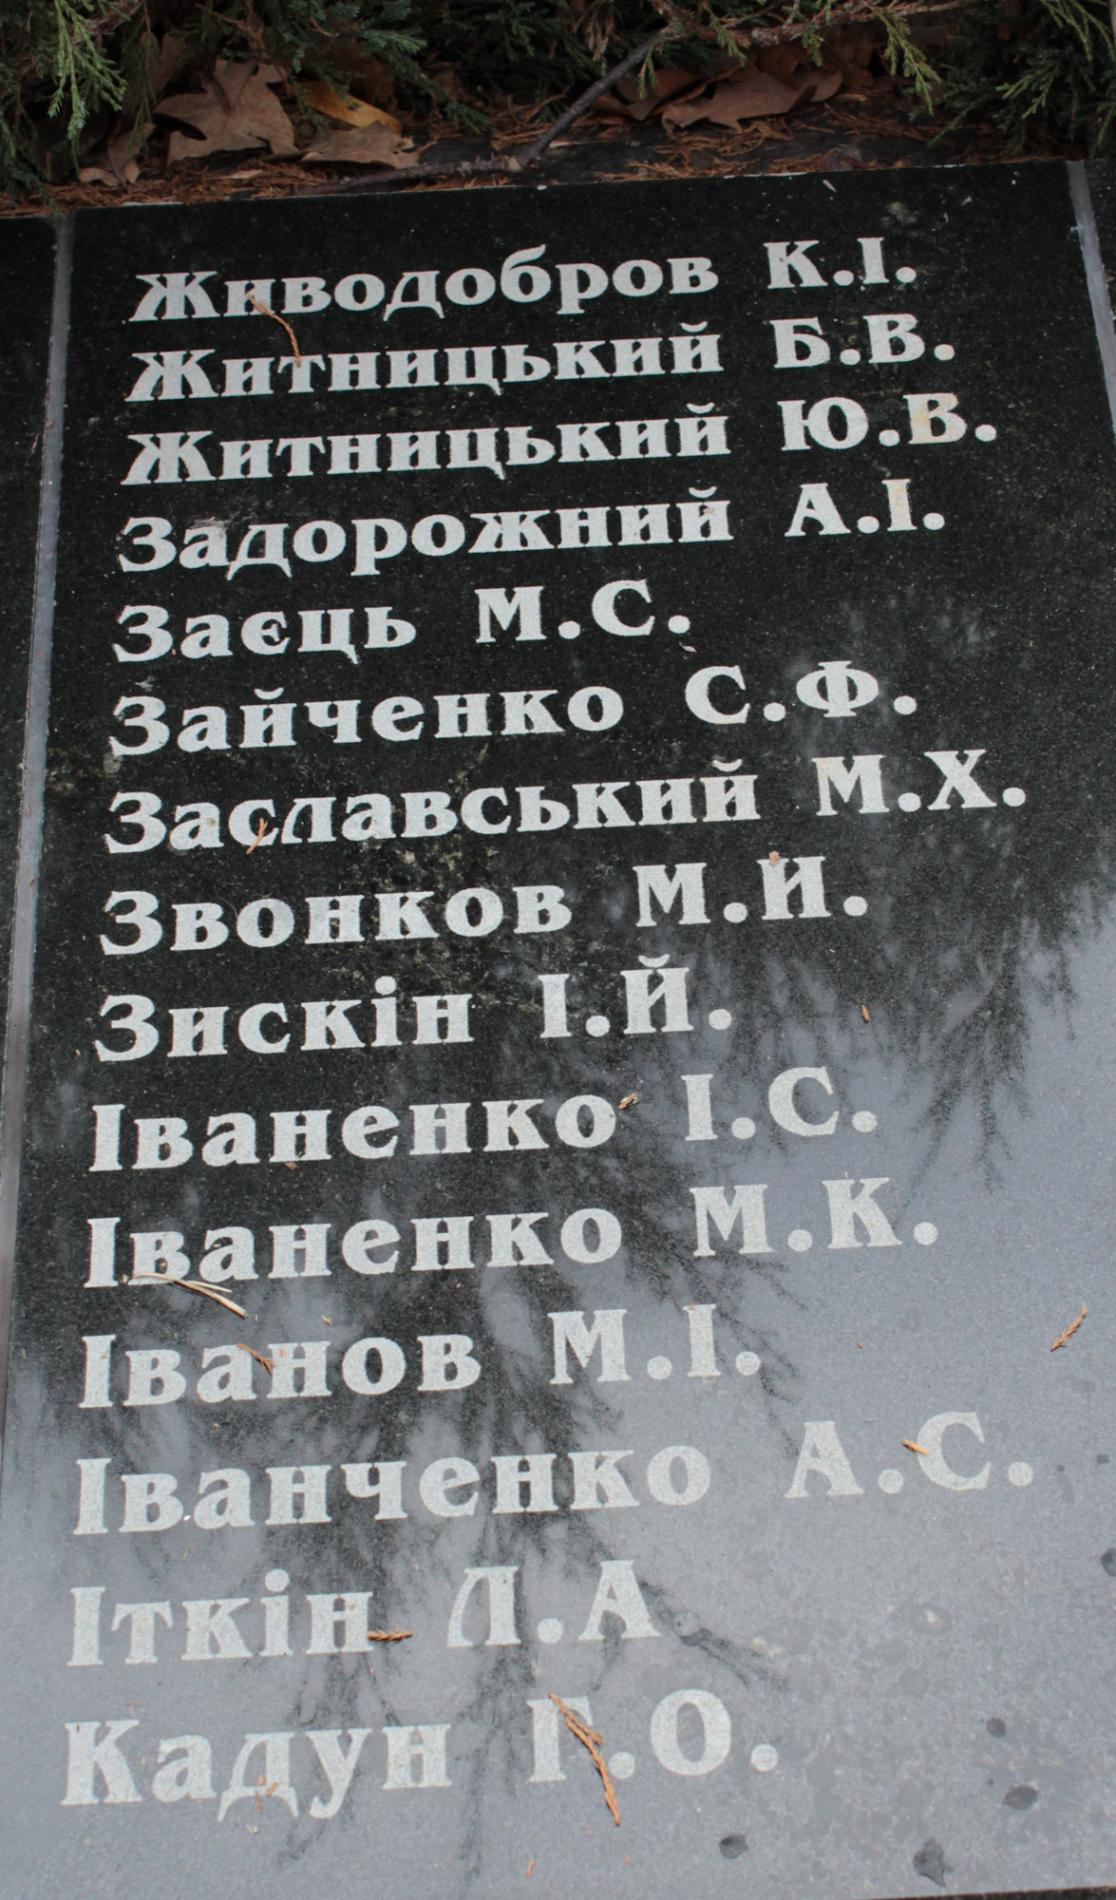 Живодобров К.І.
Житницький Б.В.
Житницький Ю.В.
Задорожний А.І.
Заєць М.С.
Зайченко С.Ф.
Заславський М.Х.
Звонков М.И.
Зискін І.Й.
Іваненко І.С.
Іваненко М.К.
Іванов М.І.
Іванченко А.С.
Іткін Л.А
Кадун Г.О.